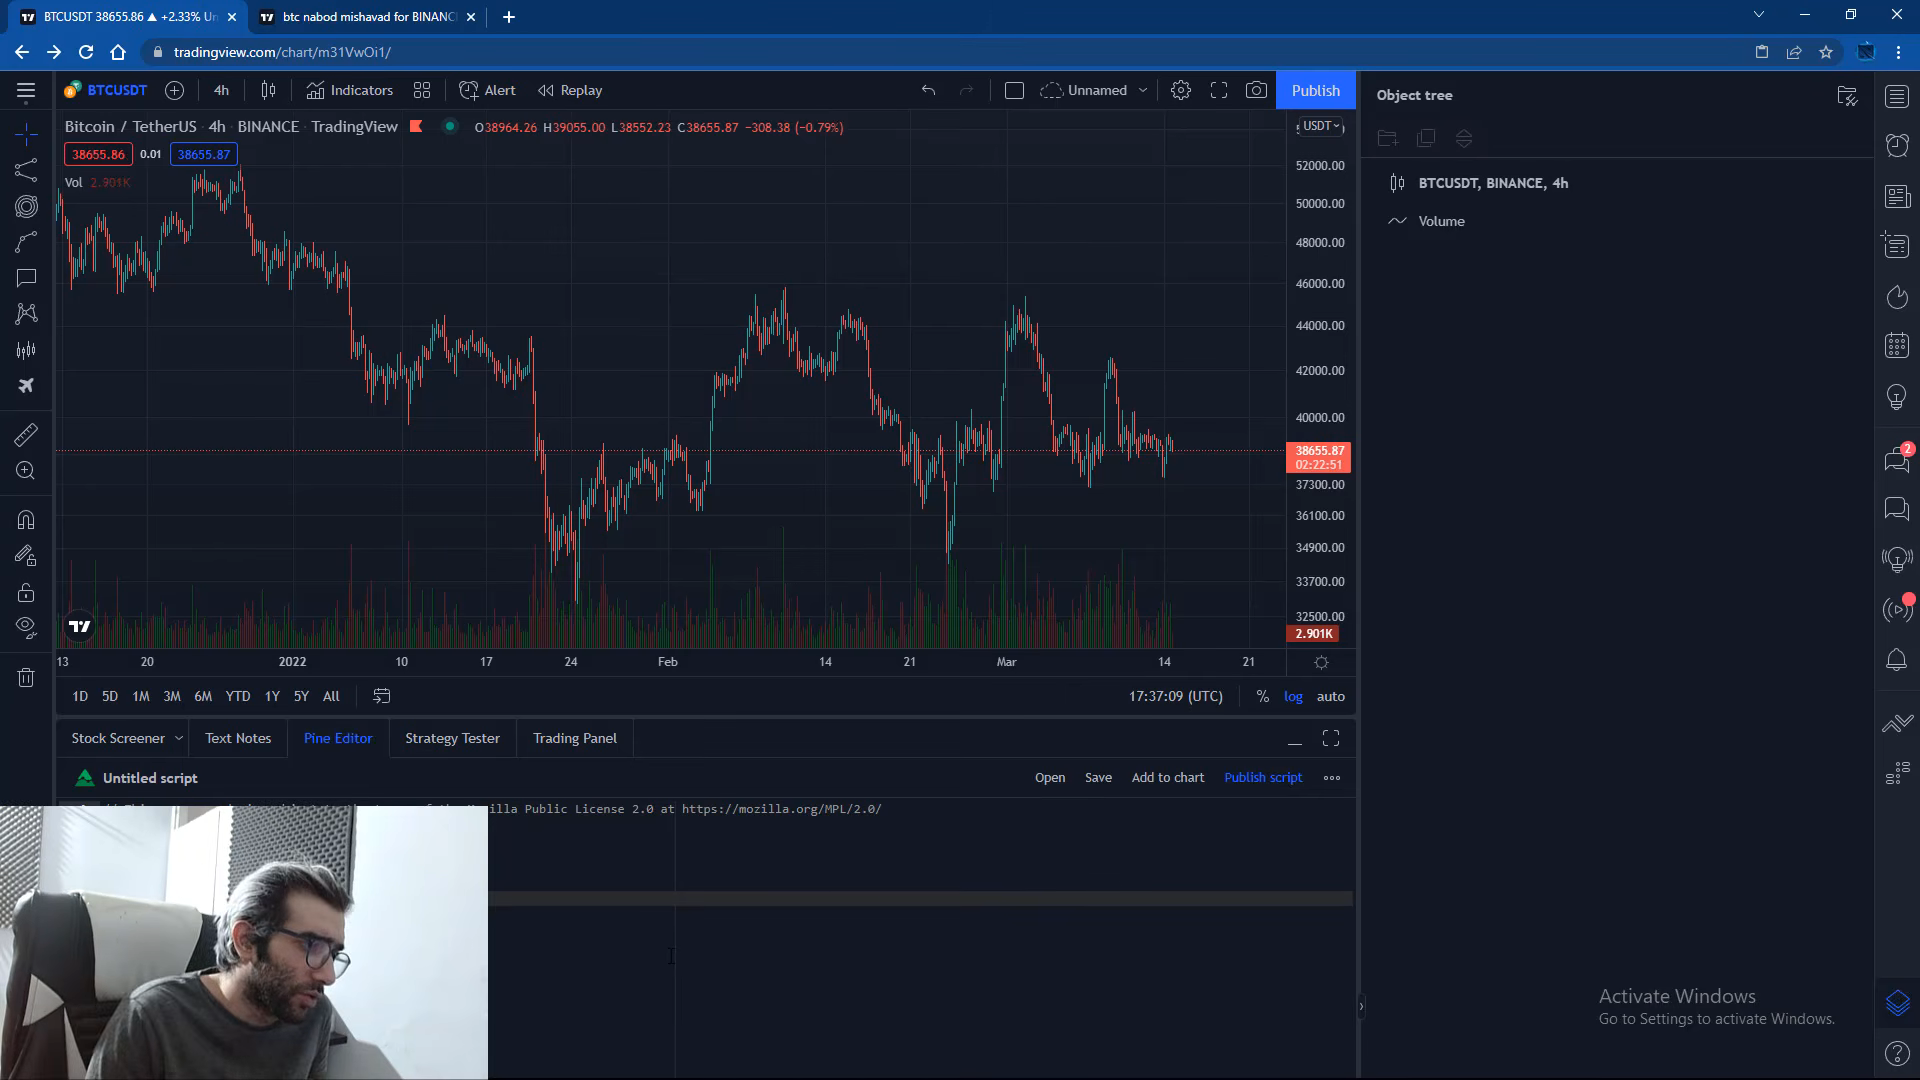 BTCUSDT 38655.86 ▲ +2.33% Un
btc nabod mishavad for BINANC
tradingview.com/chart/m31VwOi1/
BTCUSDT 4h Indicators Alert Replay Unnamed Publish
Object tree
Bitcoin / TetherUS · 4h · BINANCE · TradingView O38964.26 H39055.00 L38552.23 C38655.87 −308.38 (−0.79%) USDT
38655.86 0.01 38655.87
Vol 2.901K
BTCUSDT, BINANCE, 4h
Volume
52000.00
50000.00
48000.00
46000.00
44000.00
42000.00
40000.00
38655.87
02:22:51
37300.00
36100.00
34900.00
33700.00
32500.00
2.901K
2
13 20 2022 10 17 24 Feb 14 21 Mar 14 21
1D 5D 1M 3M 6M YTD 1Y 5Y All 17:37:09 (UTC) % log auto
Stock Screener Text Notes Pine Editor Strategy Tester Trading Panel
Untitled script Open Save Add to chart Publish script
illa Public License 2.0 at https://mozilla.org/MPL/2.0/
Activate Windows
Go to Settings to activate Windows.